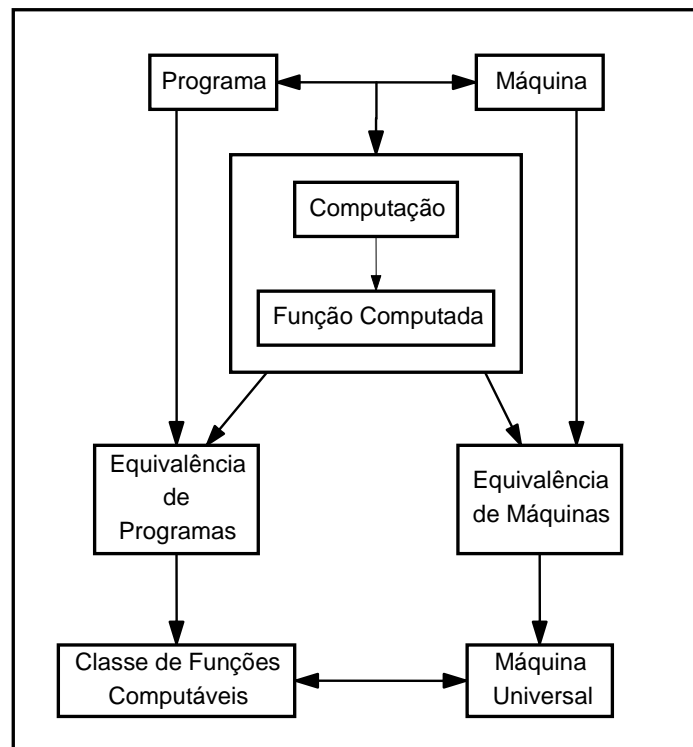 Programa
Máquina
Computação
Função Computada
Equivalência
de
Programas
Equivalência
de Máquinas
Classe de Funções
Computáveis
Máquina
Universal